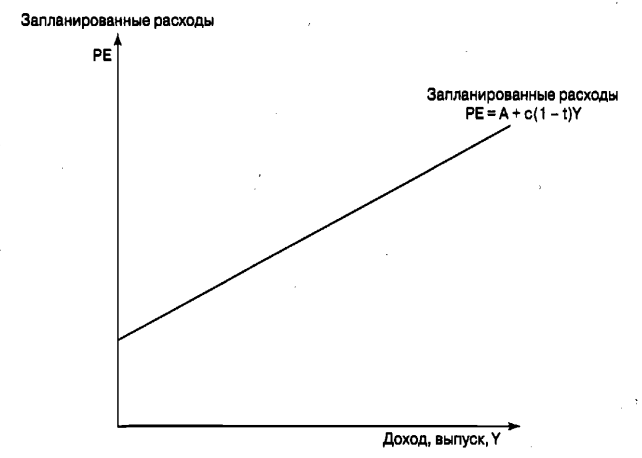 Запланированные расходы
PE
Запланированные расходы
PE = A + c(1 – t)Y
Доход, выпуск, Y